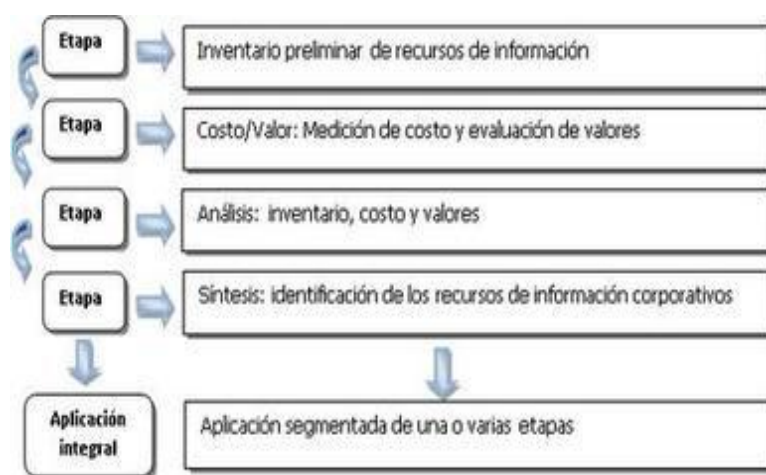 Etapa
Inventario preliminar de recursos de información
Etapa
Costo/Valor: Medición de costo y evaluación de valores
Etapa
Análisis: inventario, costo y valores
Etapa
Síntesis: identificación de los recursos de información corporativos
Aplicación
integral
Aplicación segmentada de una o varias etapas